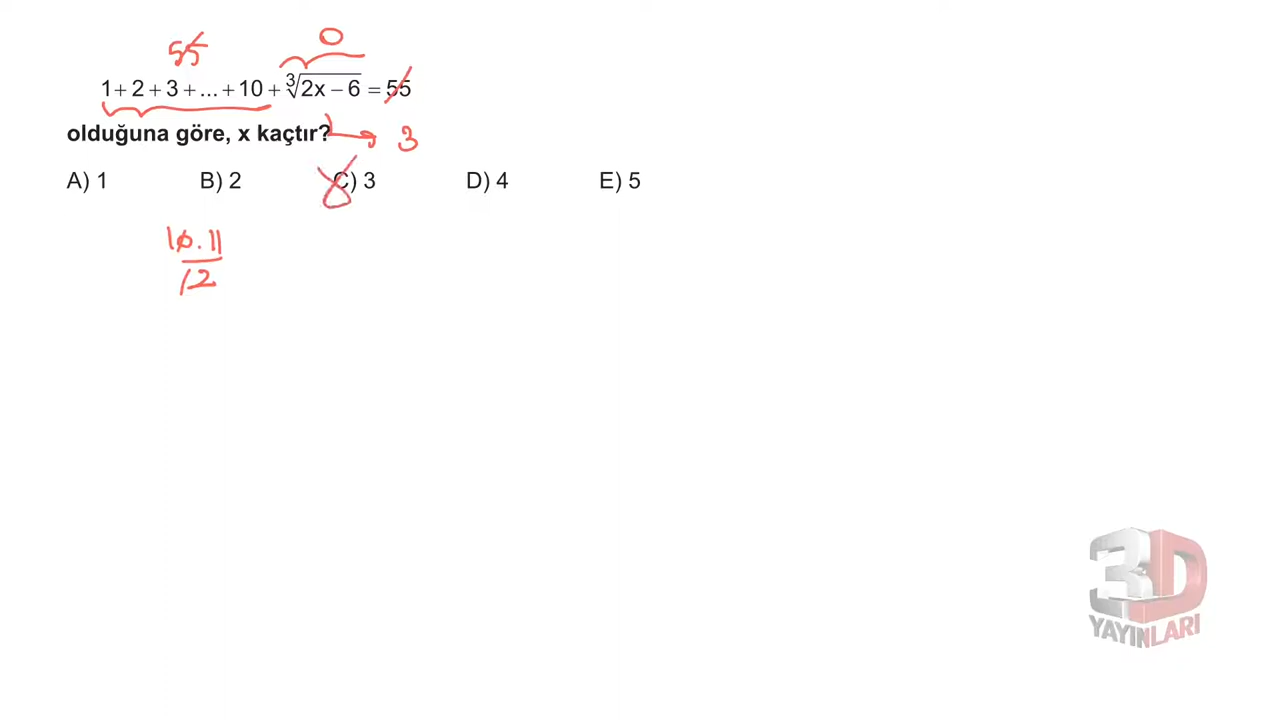 55 0
1 + 2 + 3 + ... + 10 + ∛(2x − 6) = 55
olduğuna göre, x kaçtır? → 3
A) 1 B) 2 C) 3 D) 4 E) 5
10.11
12
3D
YAYINLARI